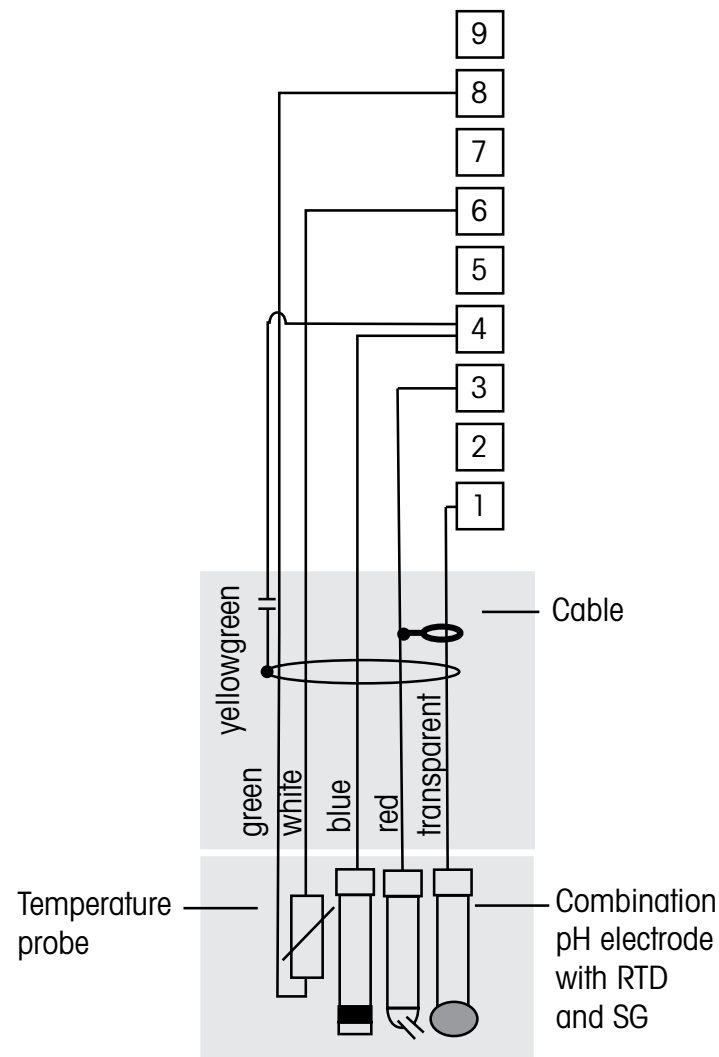 9
8
7
6
5
4
3
2
1
Cable
yellowgreen
green
white
blue
red
transparent
Temperature
probe
Combination
pH electrode
with RTD
and SG